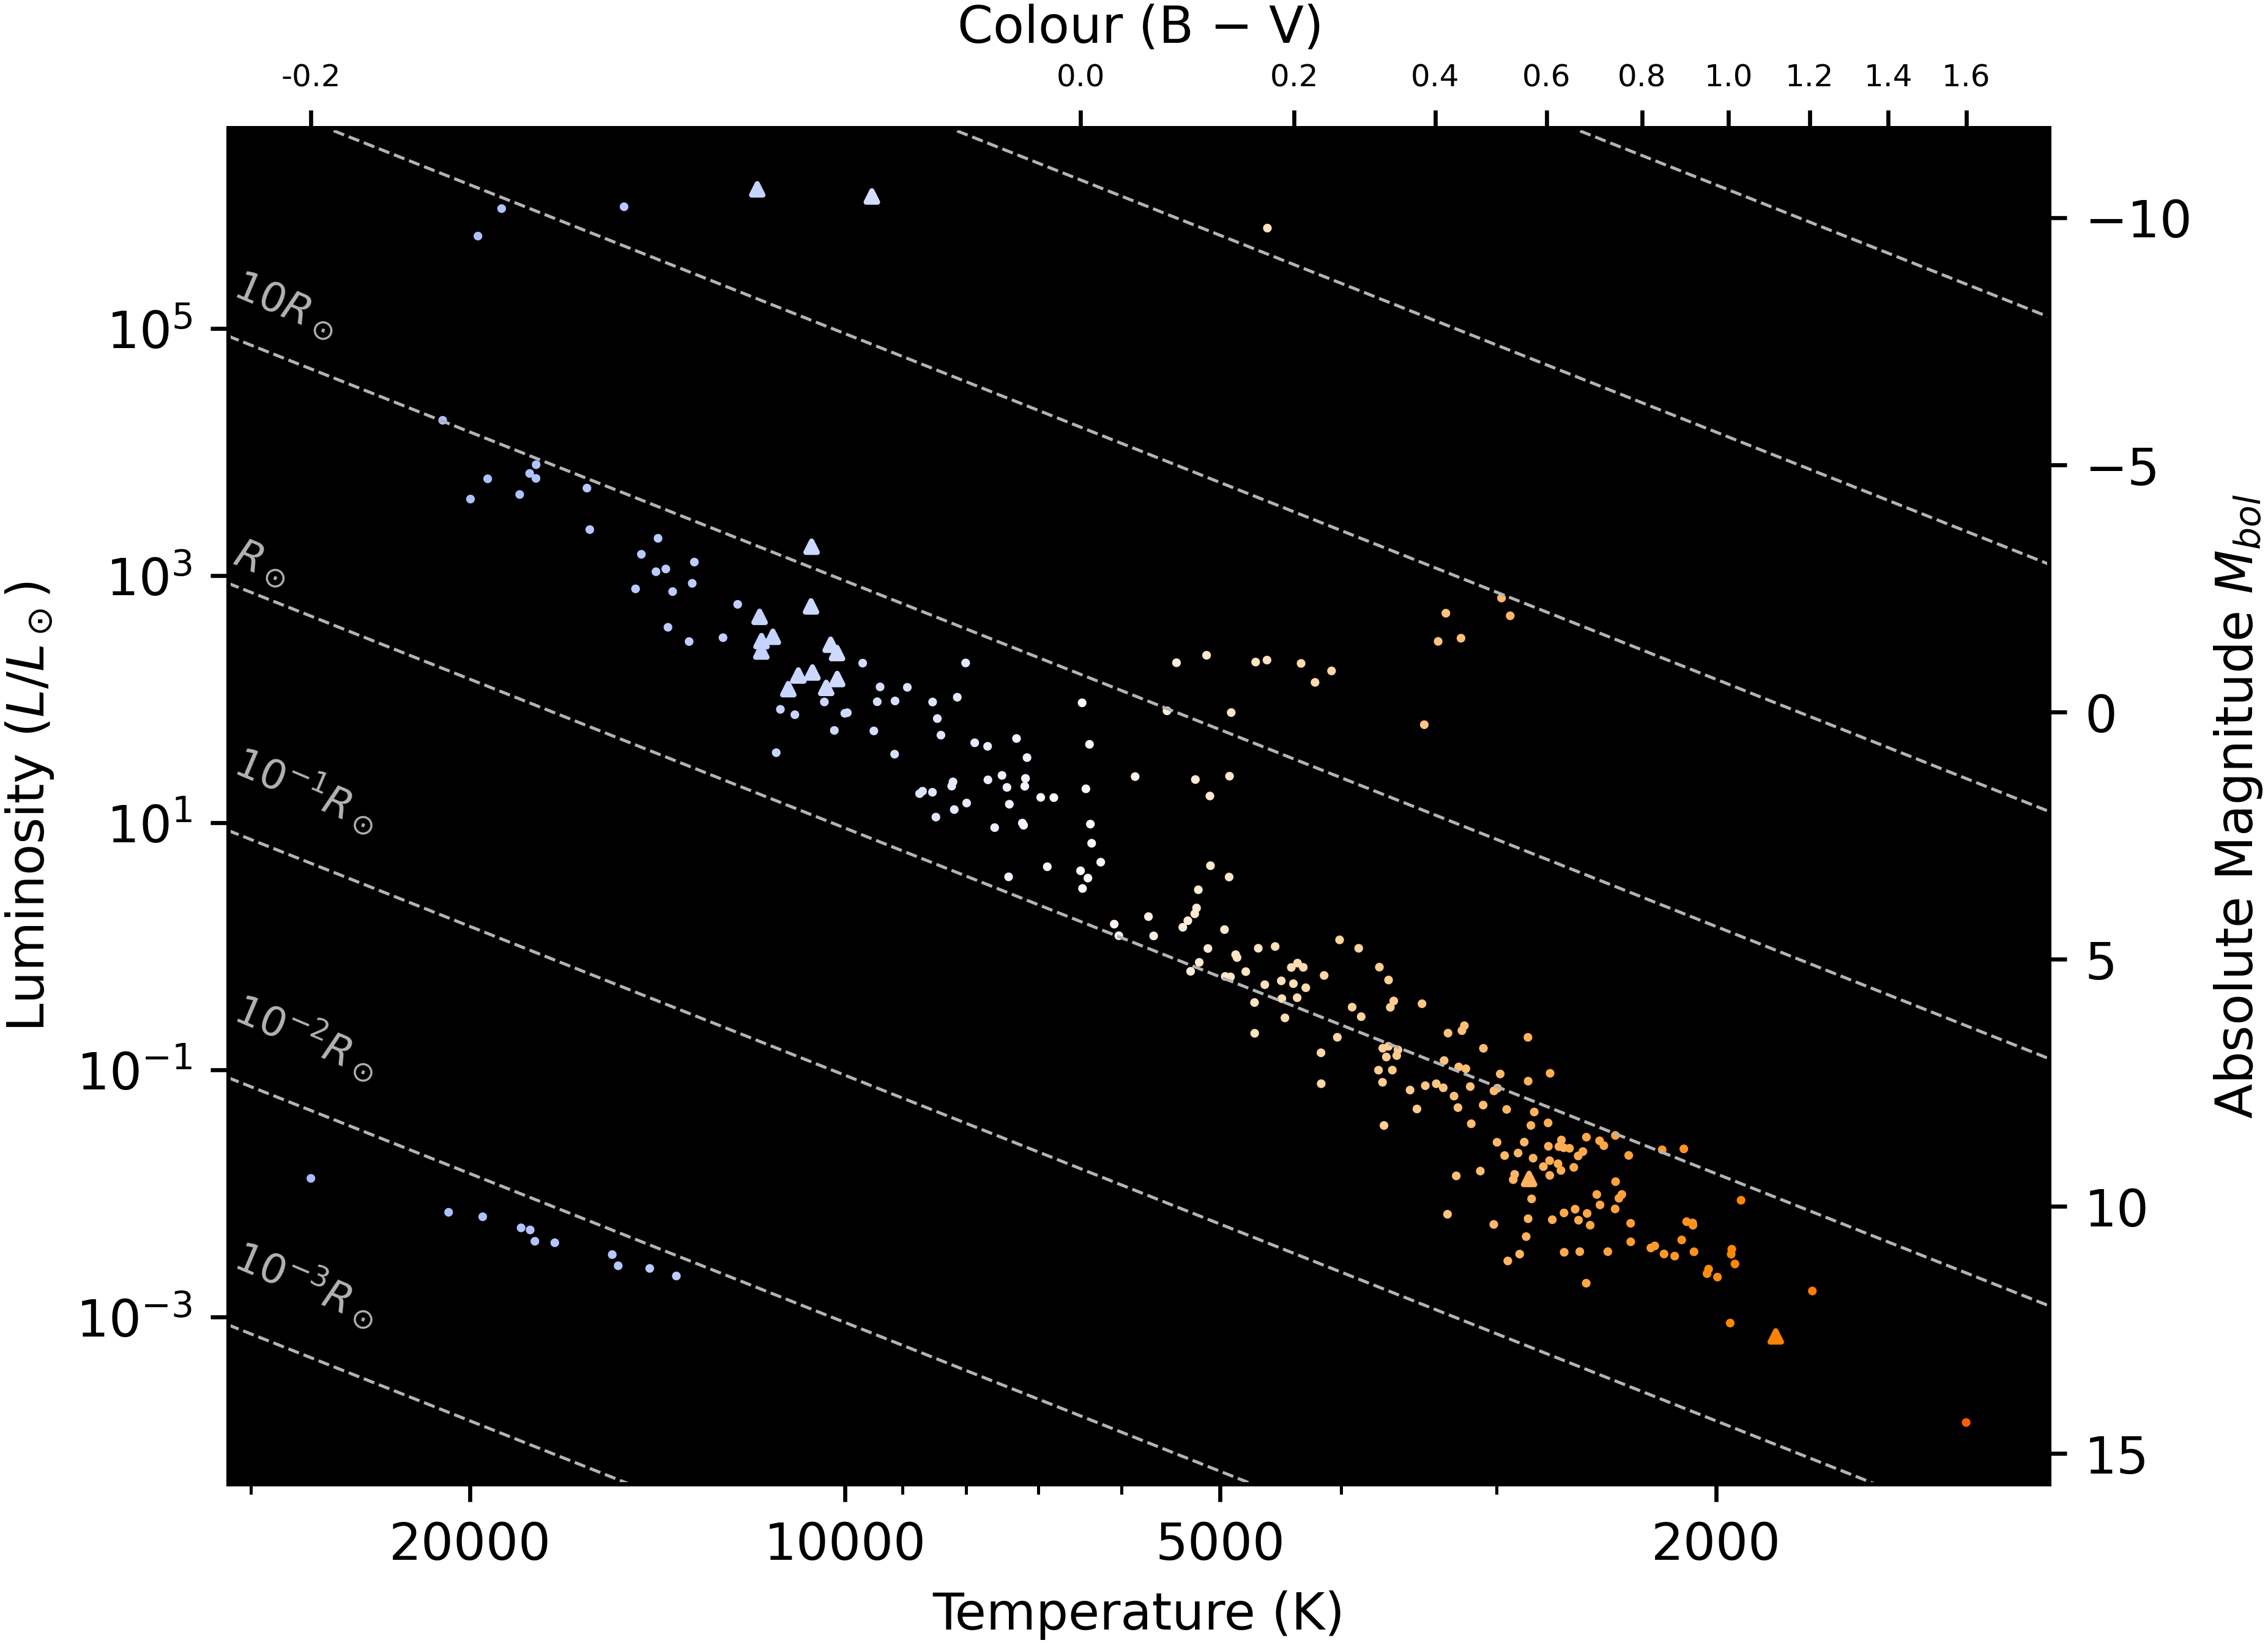 Colour (B − V)
-0.2 0.0 0.2 0.4 0.6 0.8 1.0 1.2 1.4 1.6
Luminosity (L/L☉)
10⁵
10³
10¹
10⁻¹
10⁻³
10R☉
R☉
10⁻¹R☉
10⁻²R☉
10⁻³R☉
−10
−5
0
5
10
15
Absolute Magnitude M_bol
20000 10000 5000 2000
Temperature (K)